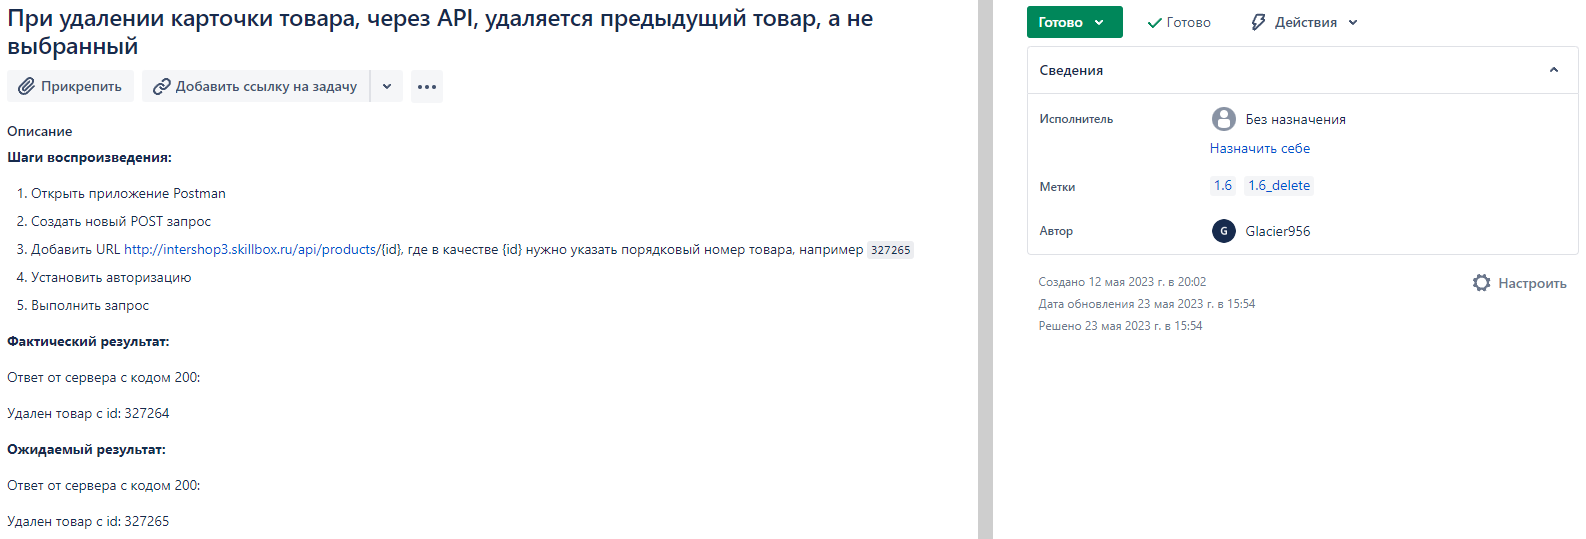 При удалении карточки товара, через API, удаляется предыдущий товар, а не
выбранный
Прикрепить
Добавить ссылку на задачу
Описание
Шаги воспроизведения:
1. Открыть приложение Postman
2. Создать новый POST запрос
3. Добавить URL http://intershop3.skillbox.ru/api/products/{id}, где в качестве {id} нужно указать порядковый номер товара, например 327265
4. Установить авторизацию
5. Выполнить запрос
Фактический результат:
Ответ от сервера с кодом 200:
Удален товар с id: 327264
Ожидаемый результат:
Ответ от сервера с кодом 200:
Удален товар с id: 327265
Готово
Готово
Действия
Сведения
Исполнитель
Без назначения
Назначить себе
Метки
1.6 1.6_delete
Автор
G
Glacier956
Создано 12 мая 2023 г. в 20:02
Настроить
Дата обновления 23 мая 2023 г. в 15:54
Решено 23 мая 2023 г. в 15:54